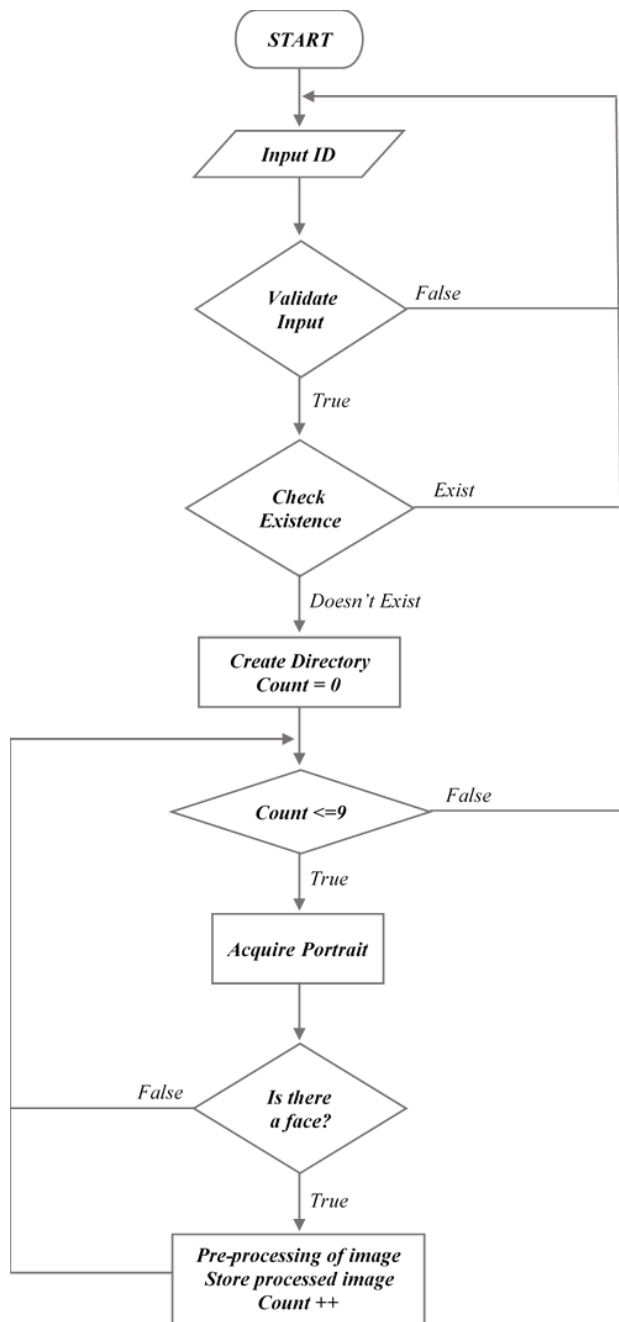 START
Input ID
Validate
Input
False
True
Check
Existence
Exist
Doesn't Exist
Create Directory
Count = 0
Count <=9
False
True
Acquire Portrait
Is there
a face?
False
True
Pre-processing of image
Store processed image
Count ++